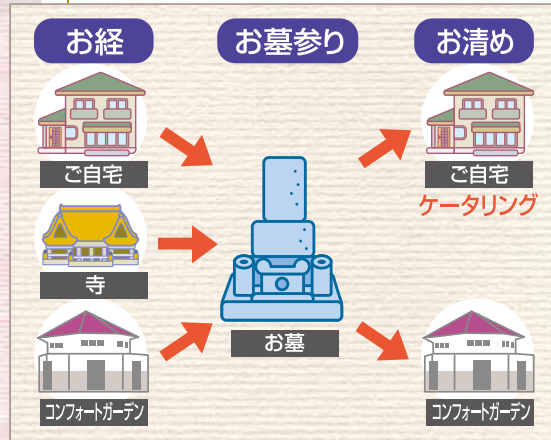 お経
お墓参り
お清め
ご自宅
寺
コンフォートガーデン
お墓
ご自宅
ケータリング
コンフォートガーデン